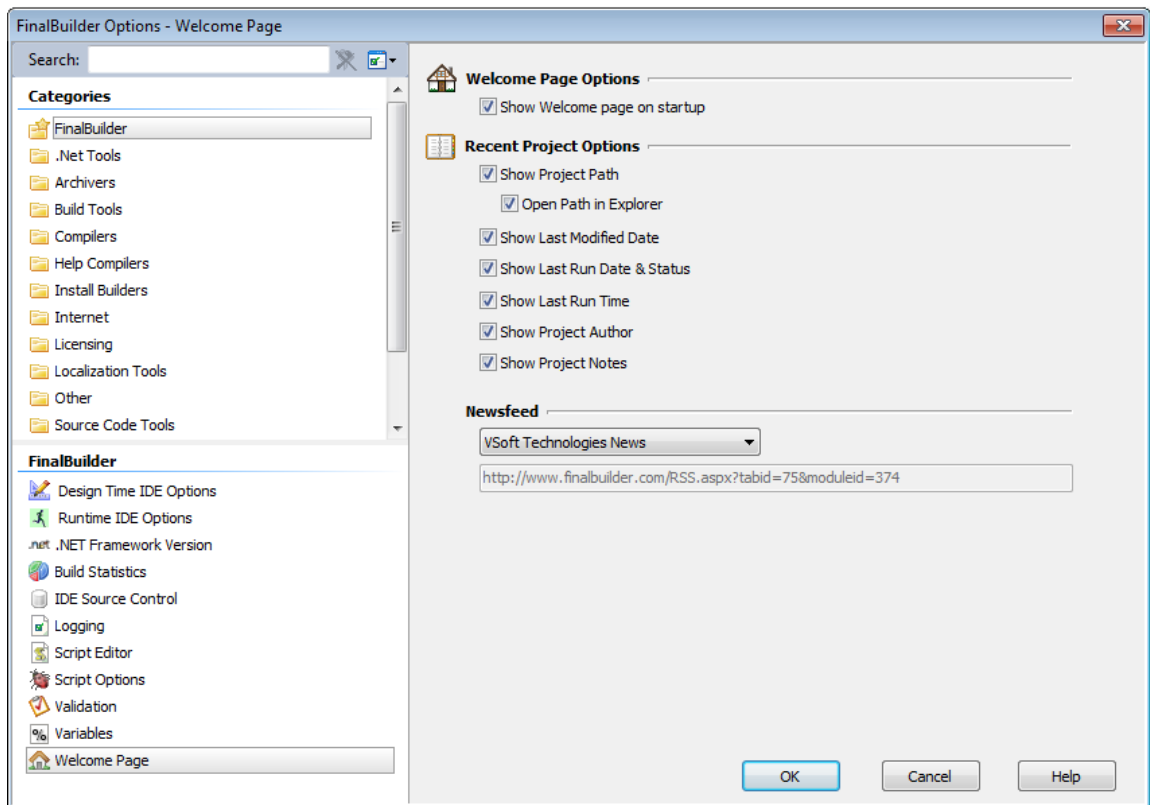 FinalBuilder Options - Welcome Page
Search:
Categories
FinalBuilder
.Net Tools
Archivers
Build Tools
Compilers
Help Compilers
Install Builders
Internet
Licensing
Localization Tools
Other
Source Code Tools
FinalBuilder
Design Time IDE Options
Runtime IDE Options
.net .NET Framework Version
Build Statistics
IDE Source Control
Logging
Script Editor
Script Options
Validation
% Variables
Welcome Page
Welcome Page Options
Show Welcome page on startup
Recent Project Options
Show Project Path
Open Path in Explorer
Show Last Modified Date
Show Last Run Date & Status
Show Last Run Time
Show Project Author
Show Project Notes
Newsfeed
VSoft Technologies News
http://www.finalbuilder.com/RSS.aspx?tabid=75&moduleid=374
OK
Cancel
Help